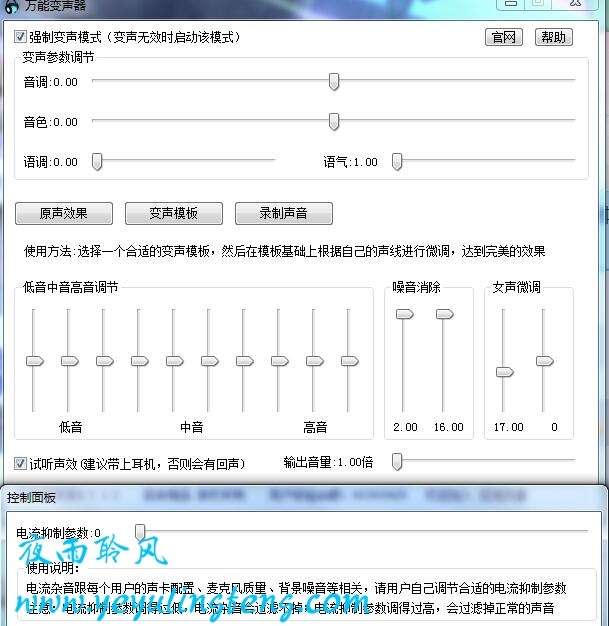 万能变声器
强制变声模式（变声无效时启动该模式）
官网
帮助
变声参数调节
音调:0.00
音色:0.00
语调:0.00
语气:1.00
原声效果
变声模板
录制声音
使用方法:选择一个合适的变声模板，然后在模板基础上根据自己的声线进行微调，达到完美的效果
低音中音高音调节
噪音消除
女声微调
低音
中音
高音
2.00
16.00
17.00
0
试听声效(建议带上耳机，否则会有回声）
输出音量:1.00倍
控制面板
电流抑制参数:0
夜雨聆风
使用说明：
电流杂音跟每个用户的声卡配置、麦克风质量、背景噪音等相关，请用户自己调节合适的电流抑制参数
注意：电流抑制参数调得过低，电流杂音会过滤不掉；电流抑制参数调得过高，会过滤掉正常的声音
www.yeyulingfeng.com